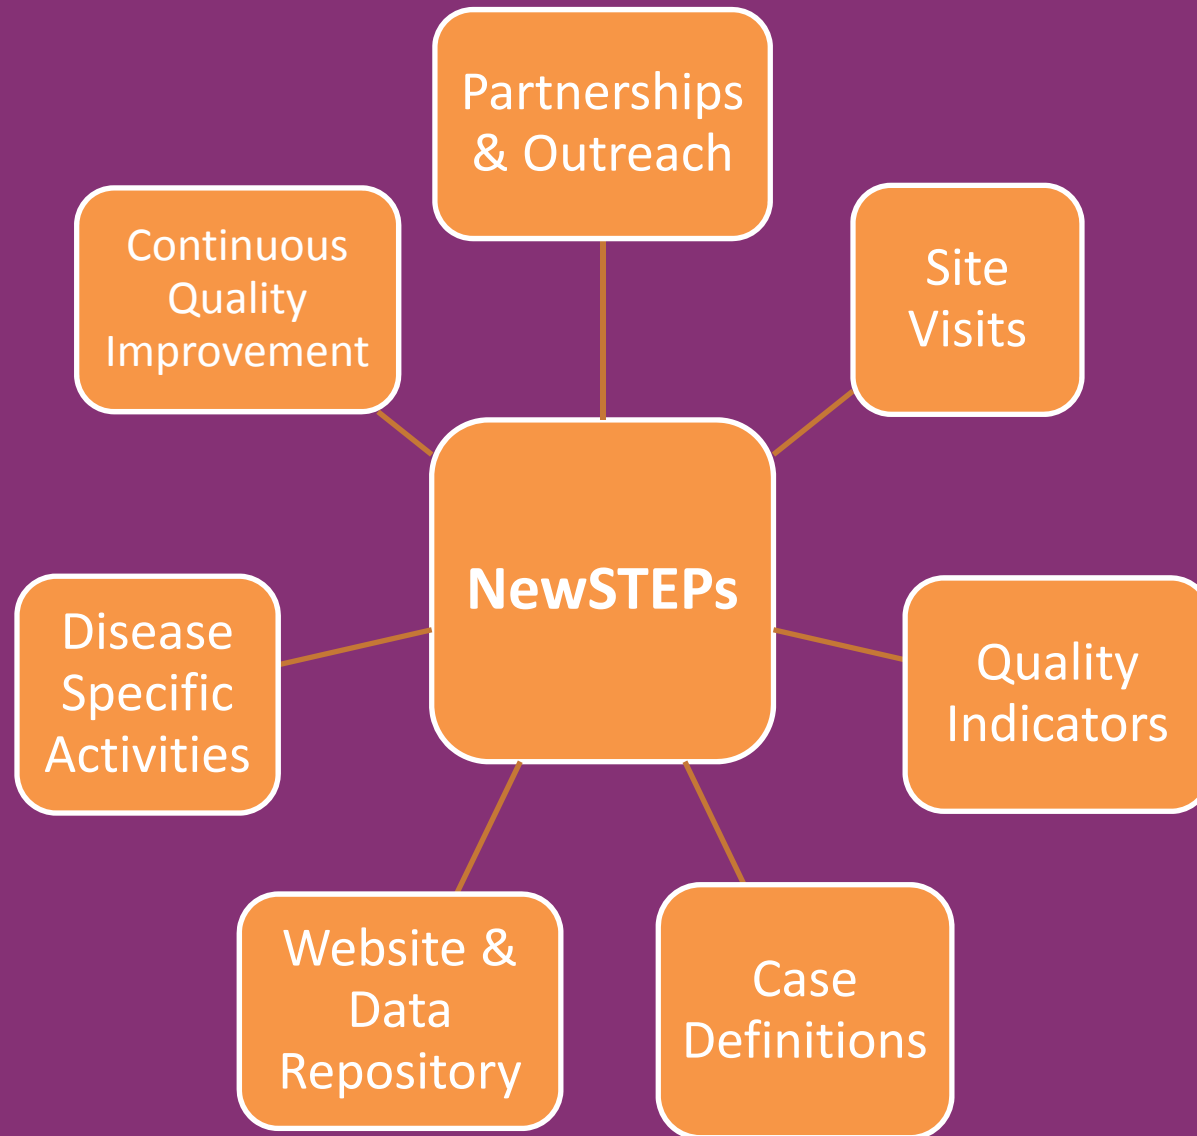 Partnerships
& Outreach
Site
Visits
Quality
Indicators
Case
Definitions
Website &
Data
Repository
Disease
Specific
Activities
Continuous
Quality
Improvement
NewSTEPs